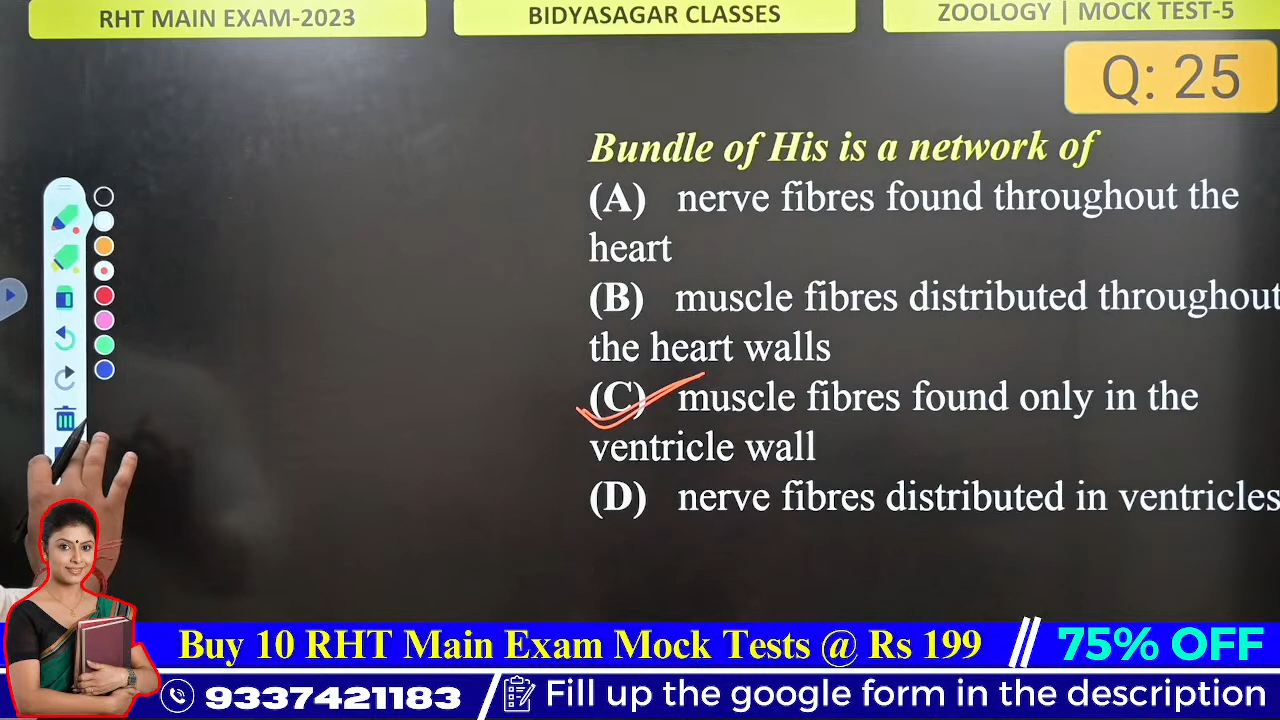 RHT MAIN EXAM-2023
BIDYASAGAR CLASSES
ZOOLOGY | MOCK TEST-5
Q: 25
Bundle of His is a network of
(A) nerve fibres found throughout the
heart
(B) muscle fibres distributed throughout
the heart walls
(C) muscle fibres found only in the
ventricle wall
(D) nerve fibres distributed in ventricles
Buy 10 RHT Main Exam Mock Tests @ Rs 199 // 75% OFF
9337421183 / Fill up the google form in the description